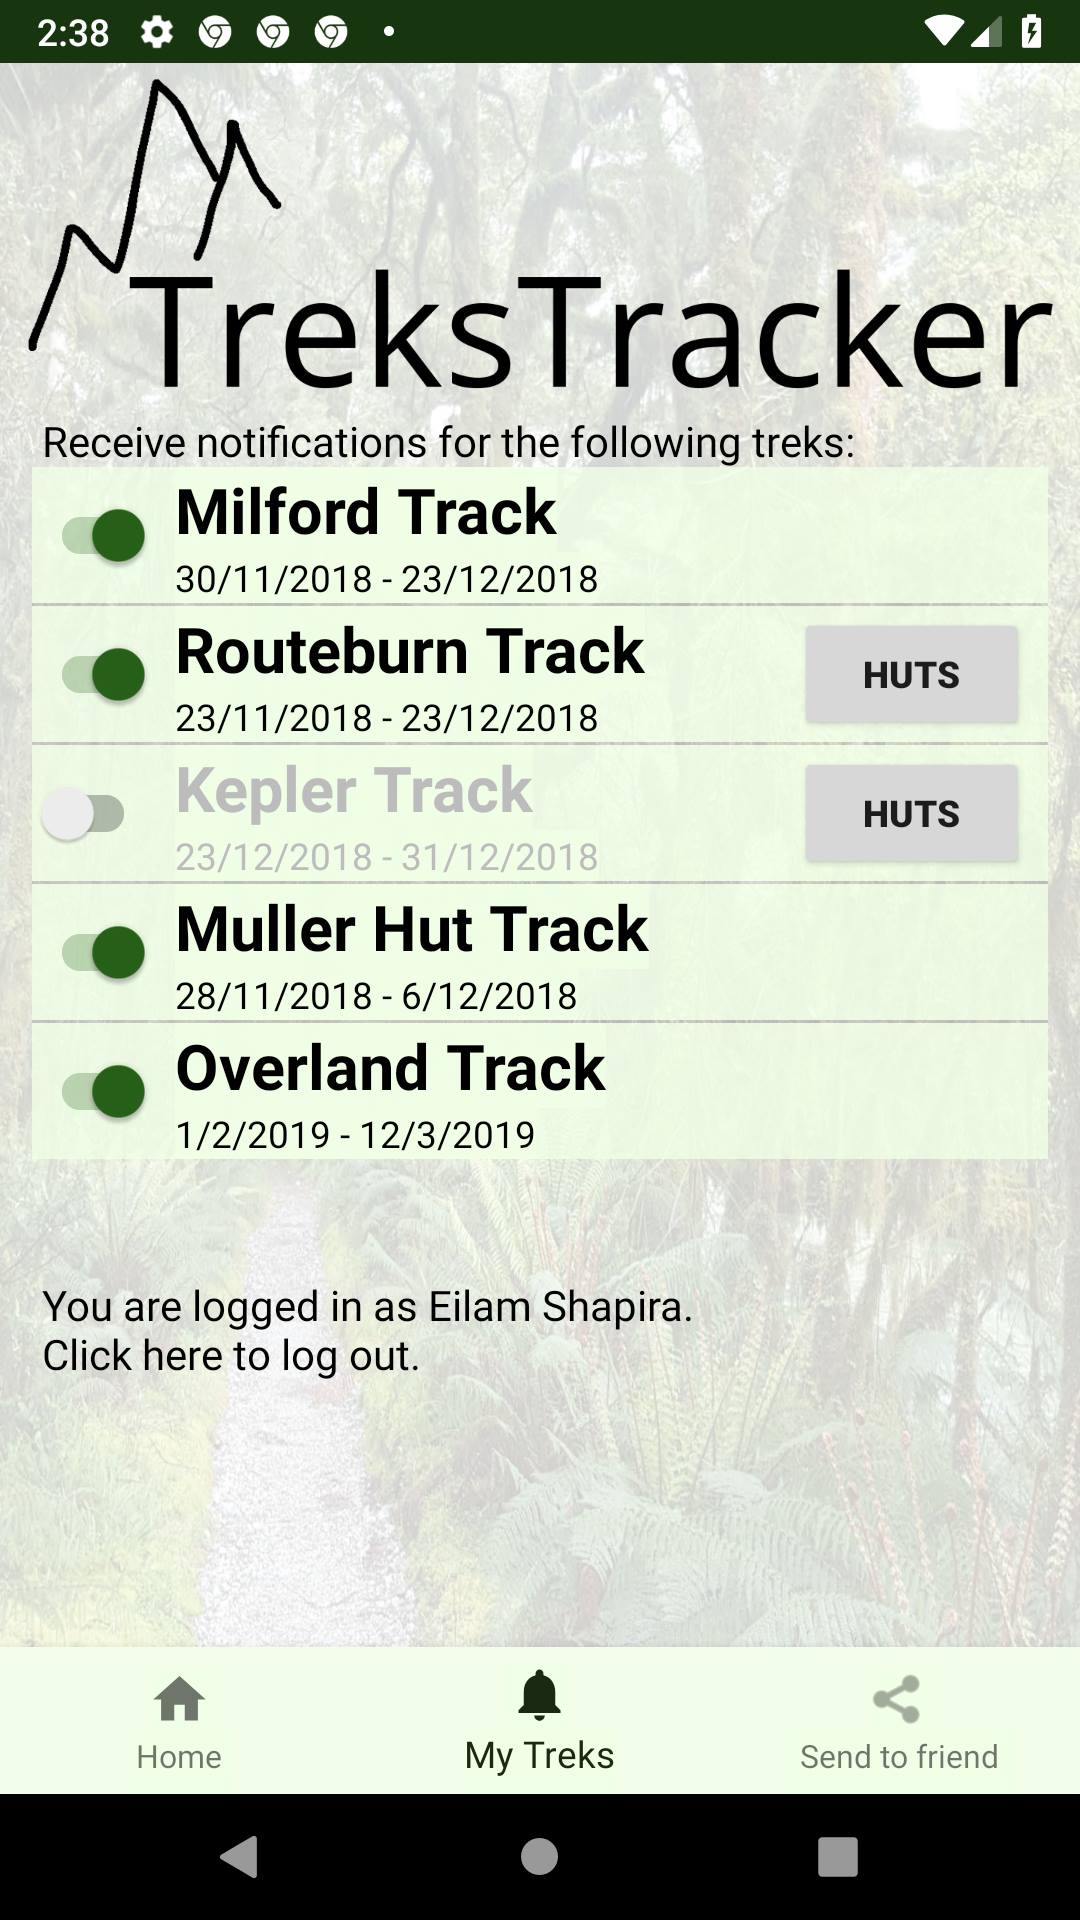 2:38
TreksTracker
Receive notifications for the following treks:
Milford Track
30/11/2018 - 23/12/2018
Routeburn Track
23/11/2018 - 23/12/2018
HUTS
Kepler Track
23/12/2018 - 31/12/2018
HUTS
Muller Hut Track
28/11/2018 - 6/12/2018
Overland Track
1/2/2019 - 12/3/2019
You are logged in as Eilam Shapira.
Click here to log out.
Home
My Treks
Send to friend